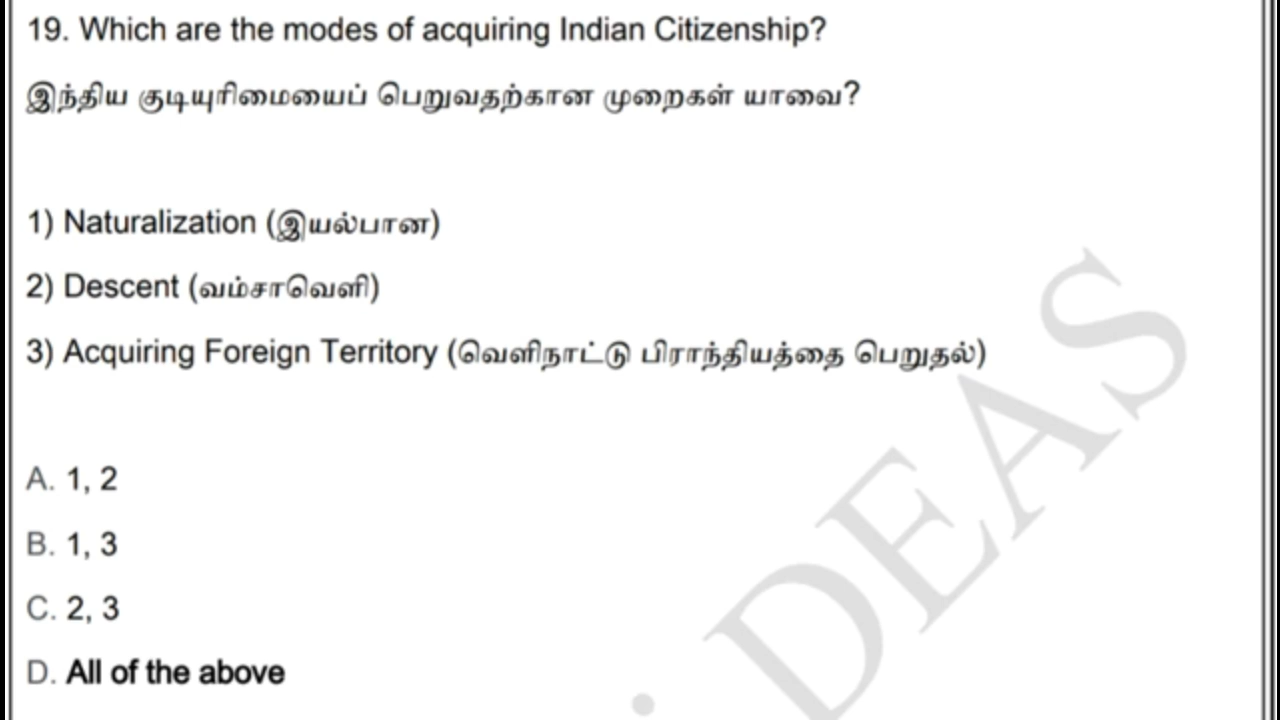 19. Which are the modes of acquiring Indian Citizenship?
இந்திய குடியுரிமையைப் பெறுவதற்கான முறைகள் யாவை?
1) Naturalization (இயல்பான)
2) Descent (வம்சாவெளி)
3) Acquiring Foreign Territory (வெளிநாட்டு பிராந்தியத்தை பெறுதல்)
A. 1, 2
B. 1, 3
C. 2, 3
D. All of the above
DEAS